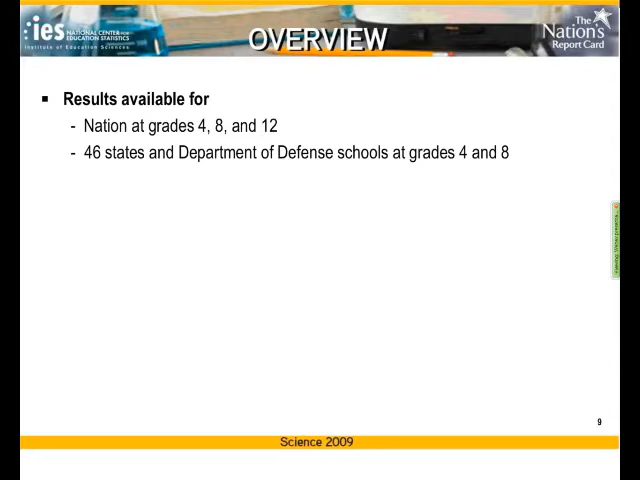 ies NATIONAL CENTER FOR
EDUCATION STATISTICS
Institute of Education Sciences
OVERVIEW
The
Nation's
Report Card
▪ Results available for
- Nation at grades 4, 8, and 12
- 46 states and Department of Defense schools at grades 4 and 8
9
Science 2009